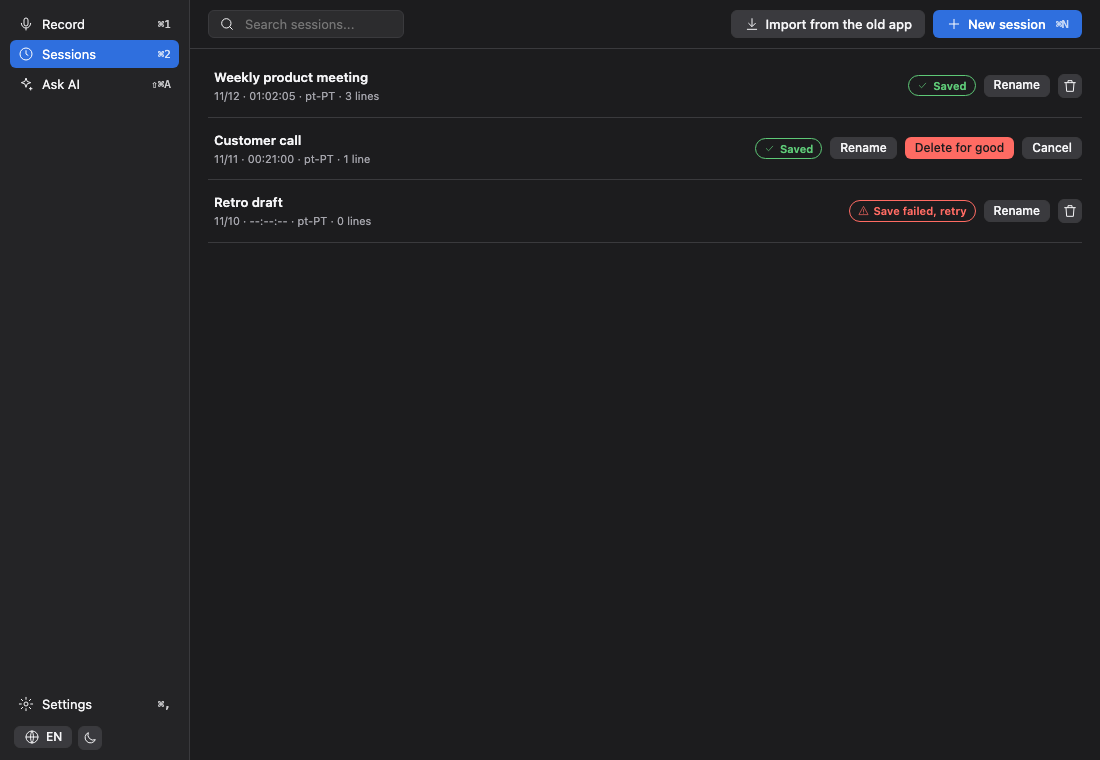 Record ⌘1
Sessions ⌘2
Ask AI ⇧⌘A
Search sessions...
Import from the old app
New session ⌘N
Weekly product meeting
11/12 · 01:02:05 · pt-PT · 3 lines
Saved
Rename
Customer call
11/11 · 00:21:00 · pt-PT · 1 line
Saved
Rename
Delete for good
Cancel
Retro draft
11/10 · --:--:-- · pt-PT · 0 lines
Save failed, retry
Rename
Settings ⌘,
EN